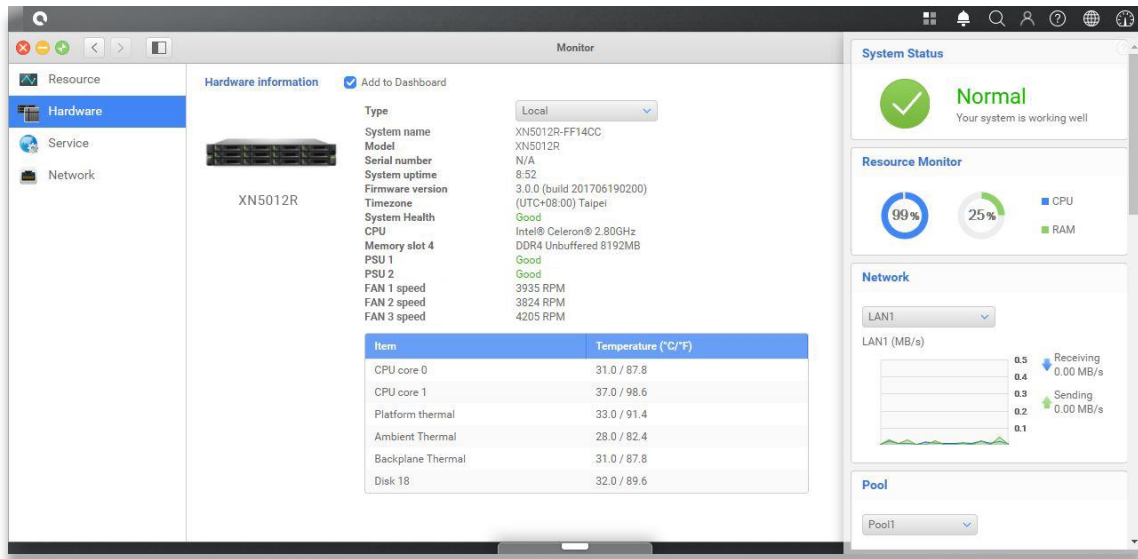 Monitor
Resource
Hardware
Service
Network
Hardware information
Add to Dashboard
XN5012R
Type Local
System name XN5012R-FF14CC
Model XN5012R
Serial number N/A
System uptime 8:52
Firmware version 3.0.0 (build 201706190200)
Timezone (UTC+08:00) Taipei
System Health Good
CPU Intel® Celeron® 2.80GHz
Memory slot 4 DDR4 Unbuffered 8192MB
PSU 1 Good
PSU 2 Good
FAN 1 speed 3935 RPM
FAN 2 speed 3824 RPM
FAN 3 speed 4205 RPM
Item Temperature (°C/°F)
CPU core 0 31.0 / 87.8
CPU core 1 37.0 / 98.6
Platform thermal 33.0 / 91.4
Ambient Thermal 28.0 / 82.4
Backplane Thermal 31.0 / 87.8
Disk 18 32.0 / 89.6
System Status
Normal
Your system is working well
Resource Monitor
99% 25%
CPU
RAM
Network
LAN1
LAN1 (MB/s)
0.5
0.4
0.3
0.2
0.1
Receiving
0.00 MB/s
Sending
0.00 MB/s
Pool
Pool1